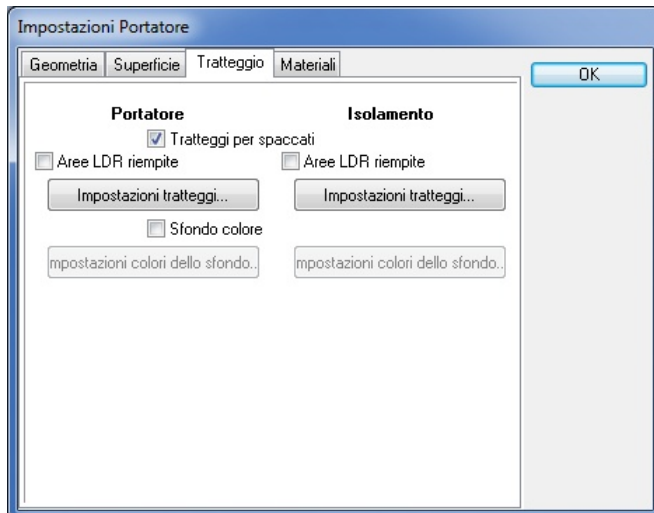 Impostazioni Portatore
Geometria Superficie Tratteggio Materiali
OK
Portatore Isolamento
Tratteggi per spaccati
Aree LDR riempite Aree LDR riempite
Impostazioni tratteggi... Impostazioni tratteggi...
Sfondo colore
mpostazioni colori dello sfondo.. mpostazioni colori dello sfondo..